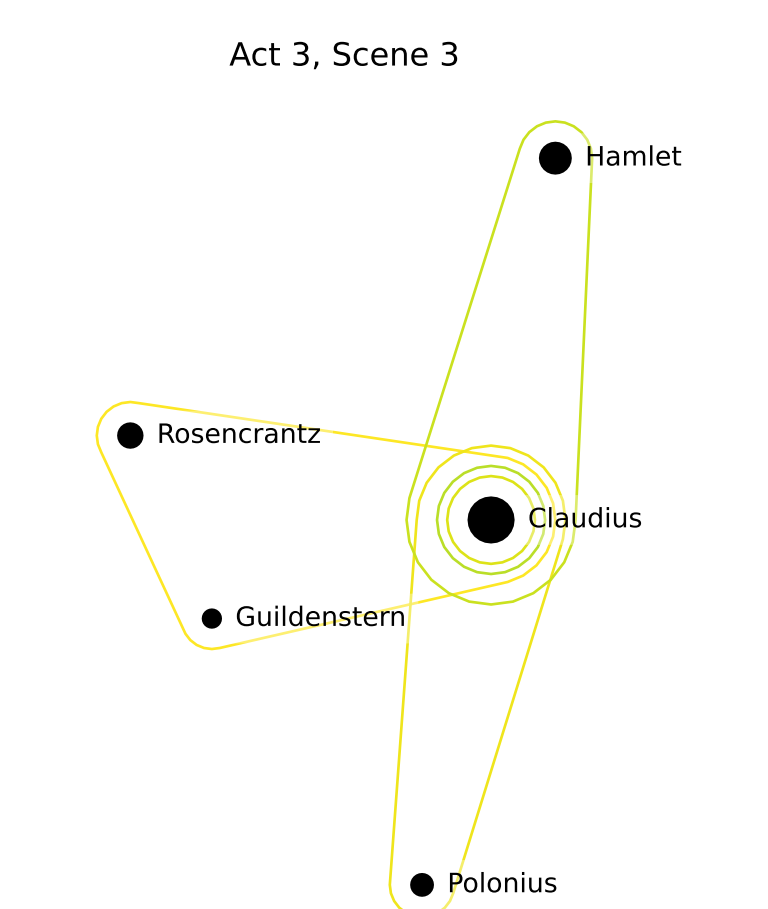 Act 3, Scene 3
Hamlet
Rosencrantz
Claudius
Guildenstern
Polonius